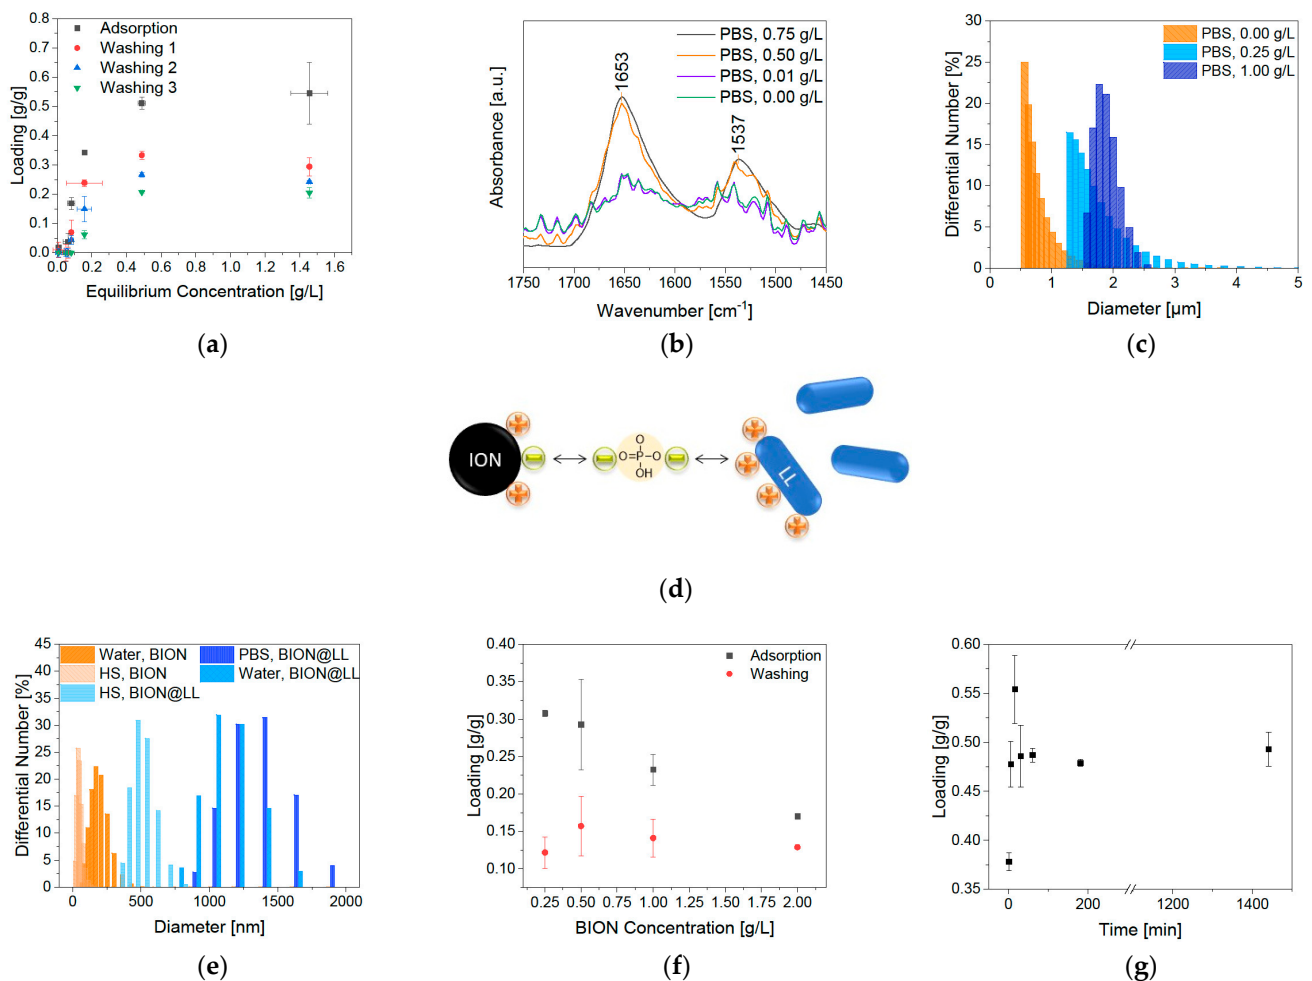 0.8
0.7
0.6
0.5
0.4
0.3
0.2
0.1
0.0
Loading [g/g]
Adsorption
Washing 1
Washing 2
Washing 3
0.0 0.2 0.4 0.6 0.8 1.0 1.2 1.4 1.6
Equilibrium Concentration [g/L]
(a)
Absorbance [a.u.]
PBS, 0.75 g/L
PBS, 0.50 g/L
PBS, 0.01 g/L
PBS, 0.00 g/L
1653
1537
1750 1700 1650 1600 1550 1500 1450
Wavenumber [cm-1]
(b)
30
25
20
15
10
5
0
Differential Number [%]
PBS, 0.00 g/L
PBS, 0.25 g/L
PBS, 1.00 g/L
0 1 2 3 4 5
Diameter [µm]
(c)
ION
O
O=P–O
OH
LL
(d)
45
40
35
30
25
20
15
10
5
0
Differential Number [%]
Water, BION
HS, BION
HS, BION@LL
PBS, BION@LL
Water, BION@LL
0 500 1000 1500 2000
Diameter [nm]
(e)
0.40
0.35
0.30
0.25
0.20
0.15
0.10
Loading [g/g]
Adsorption
Washing
0.25 0.50 1.00 2.00
BION Concentration [g/L]
(f)
0.60
0.55
0.50
0.45
0.40
0.35
Loading [g/g]
0 200 1200 1400
Time [min]
(g)